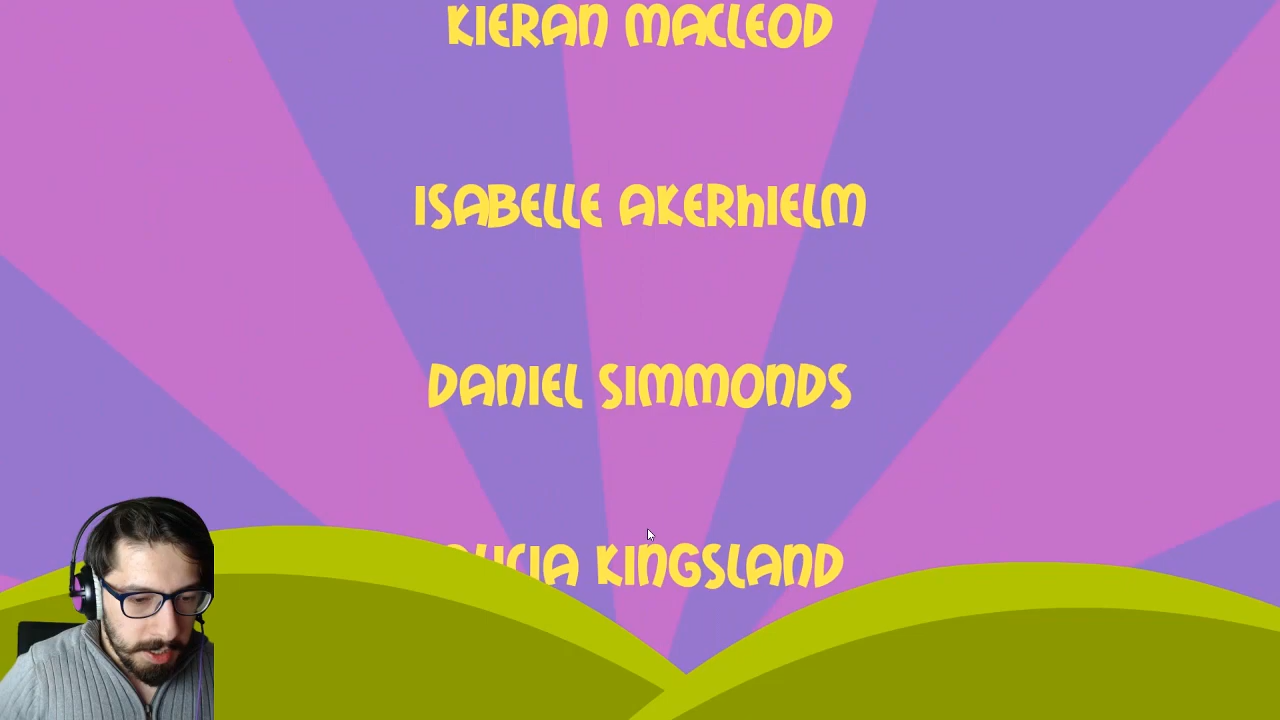 KIERAN MACLEOD
ISABELLE AKERHIELM
DANIEL SIMMONDS
KINGSLAND